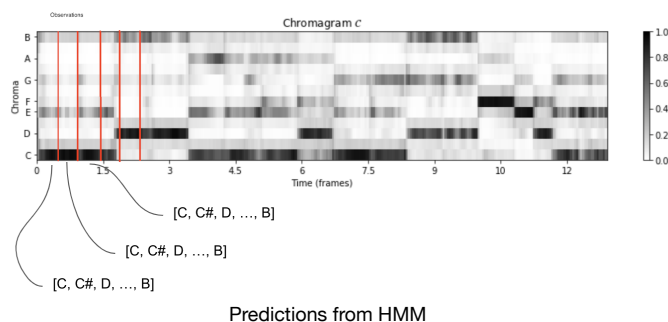 Observations
Chromagram C
Chroma
B
A
G
F
E
D
C
0
1.5
3
4.5
6
7.5
9
10.5
12
Time (frames)
1.0
0.8
0.6
0.4
0.2
0.0
[C, C#, D, ..., B]
[C, C#, D, ..., B]
[C, C#, D, ..., B]
Predictions from HMM